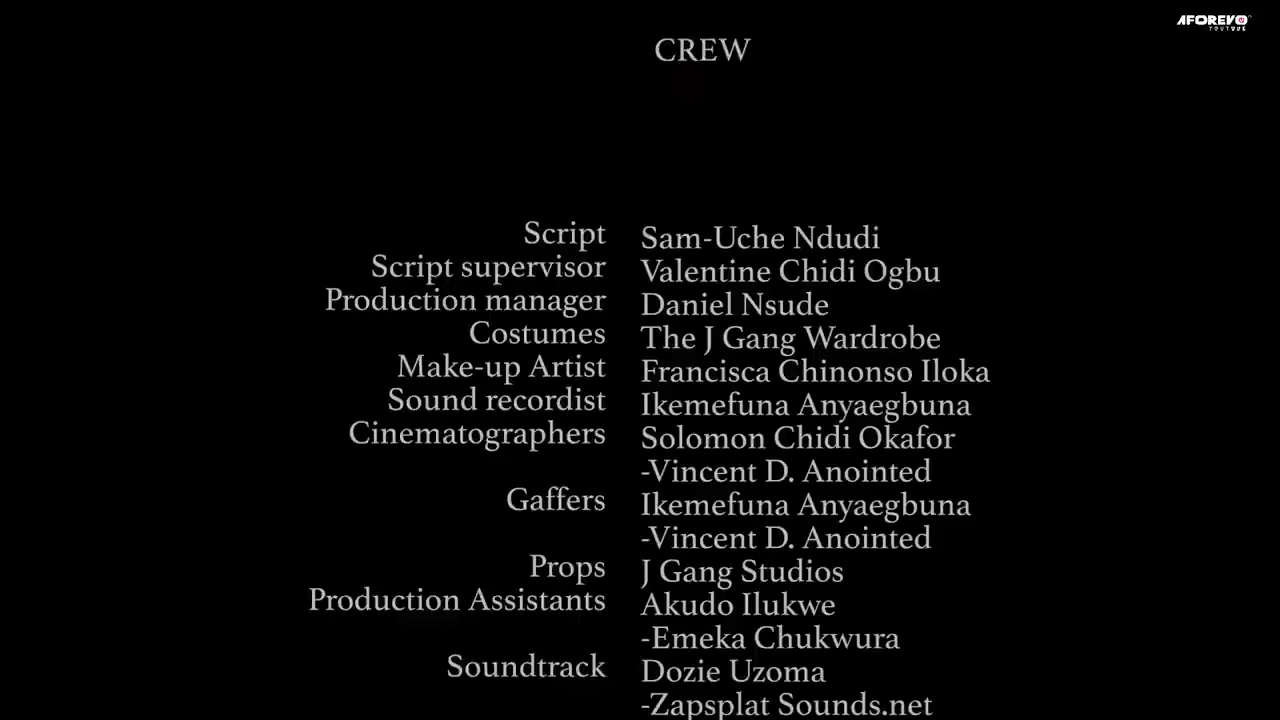 AFOREVO
YOUTUBE
CREW
Script Sam-Uche Ndudi
Script supervisor Valentine Chidi Ogbu
Production manager Daniel Nsude
Costumes The J Gang Wardrobe
Make-up Artist Francisca Chinonso Iloka
Sound recordist Ikemefuna Anyaegbuna
Cinematographers Solomon Chidi Okafor
-Vincent D. Anointed
Gaffers Ikemefuna Anyaegbuna
-Vincent D. Anointed
Props J Gang Studios
Production Assistants Akudo Ilukwe
-Emeka Chukwura
Soundtrack Dozie Uzoma
-Zapsplat Sounds.net